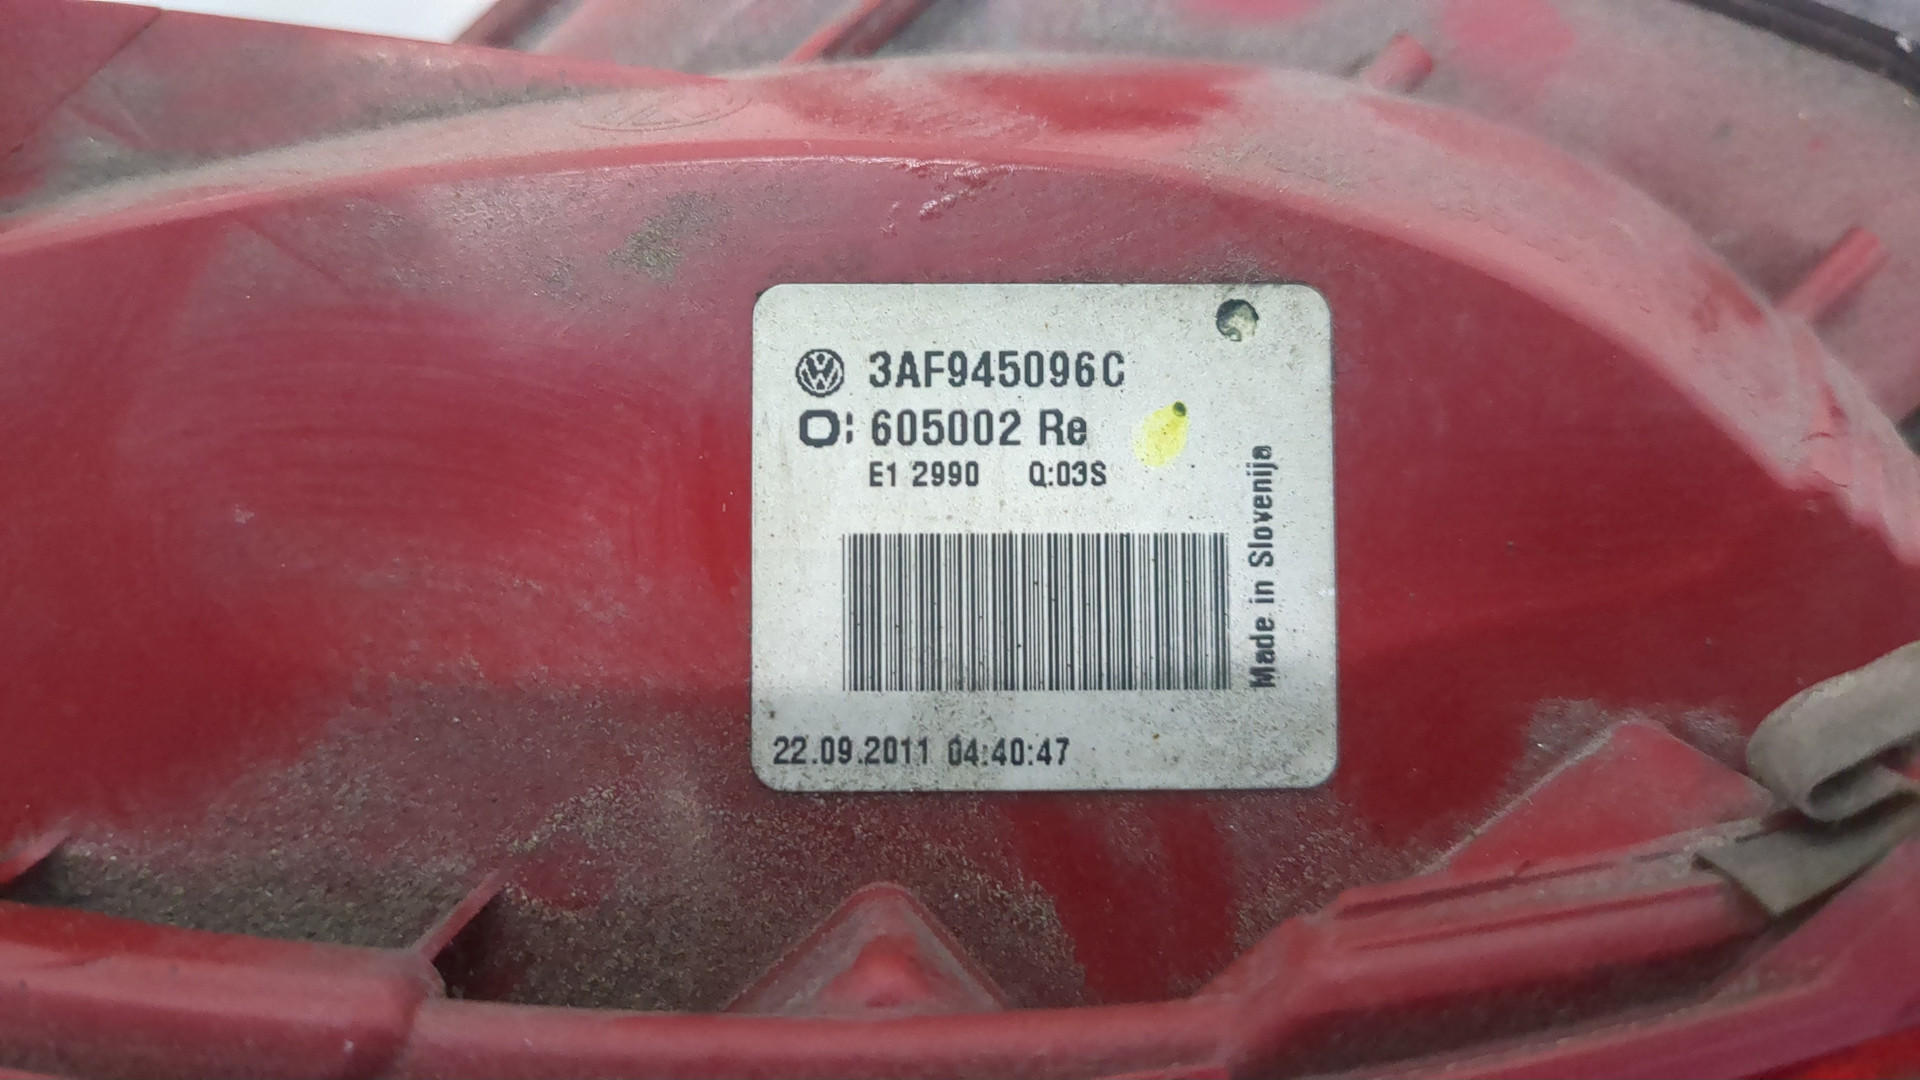 3AF945096C
605002 Re
E1 2990 Q:03S
Made in Slovenija
22.09.2011 04:40:47